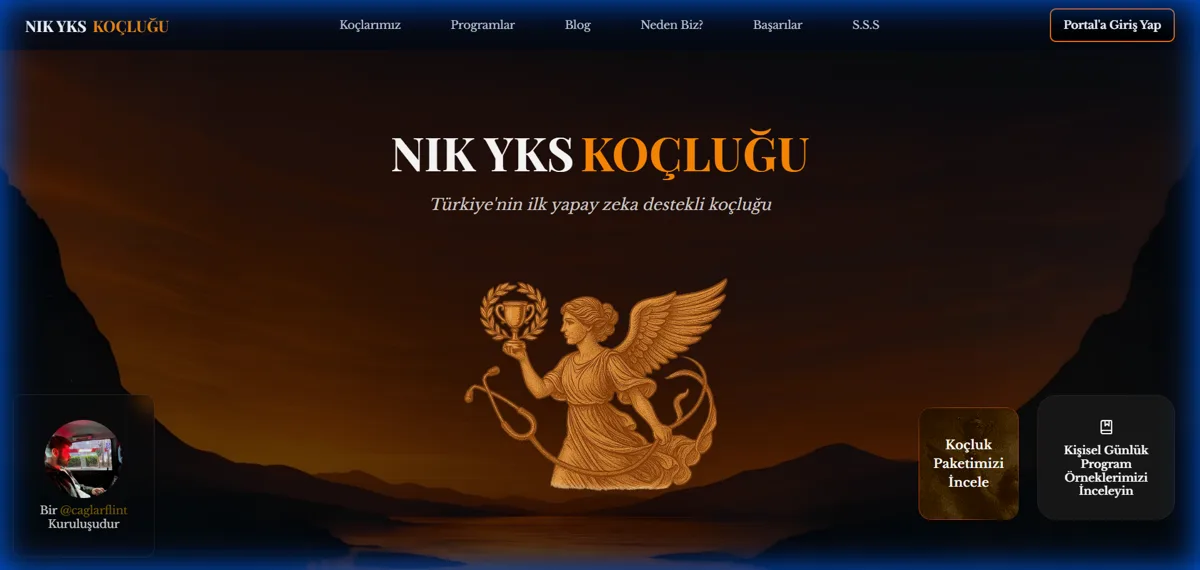 NIK YKS KOÇLUĞU
Koçlarımız
Programlar
Blog
Neden Biz?
Başarılar
S.S.S
Portal'a Giriş Yap
NIK YKS KOÇLUĞU
Türkiye'nin ilk yapay zeka destekli koçluğu
Bir @caglarflint
Kuruluşudur
Koçluk
Paketimizi
İncele
Kişisel Günlük
Program
Örneklerimizi
İnceleyin